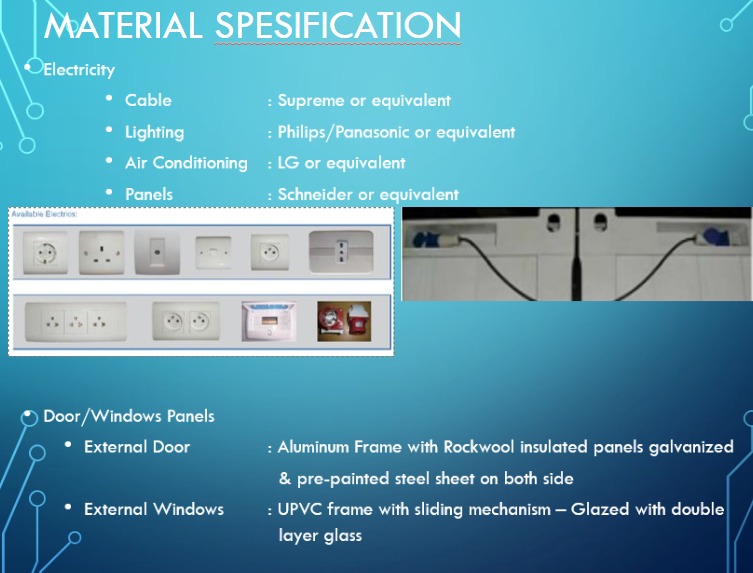 MATERIAL SPESIFICATION
• Electricity
• Cable : Supreme or equivalent
• Lighting : Philips/Panasonic or equivalent
• Air Conditioning : LG or equivalent
• Panels : Schneider or equivalent
Available Electrics:
• Door/Windows Panels
• External Door : Aluminum Frame with Rockwool insulated panels galvanized
& pre-painted steel sheet on both side
• External Windows : UPVC frame with sliding mechanism – Glazed with double
layer glass